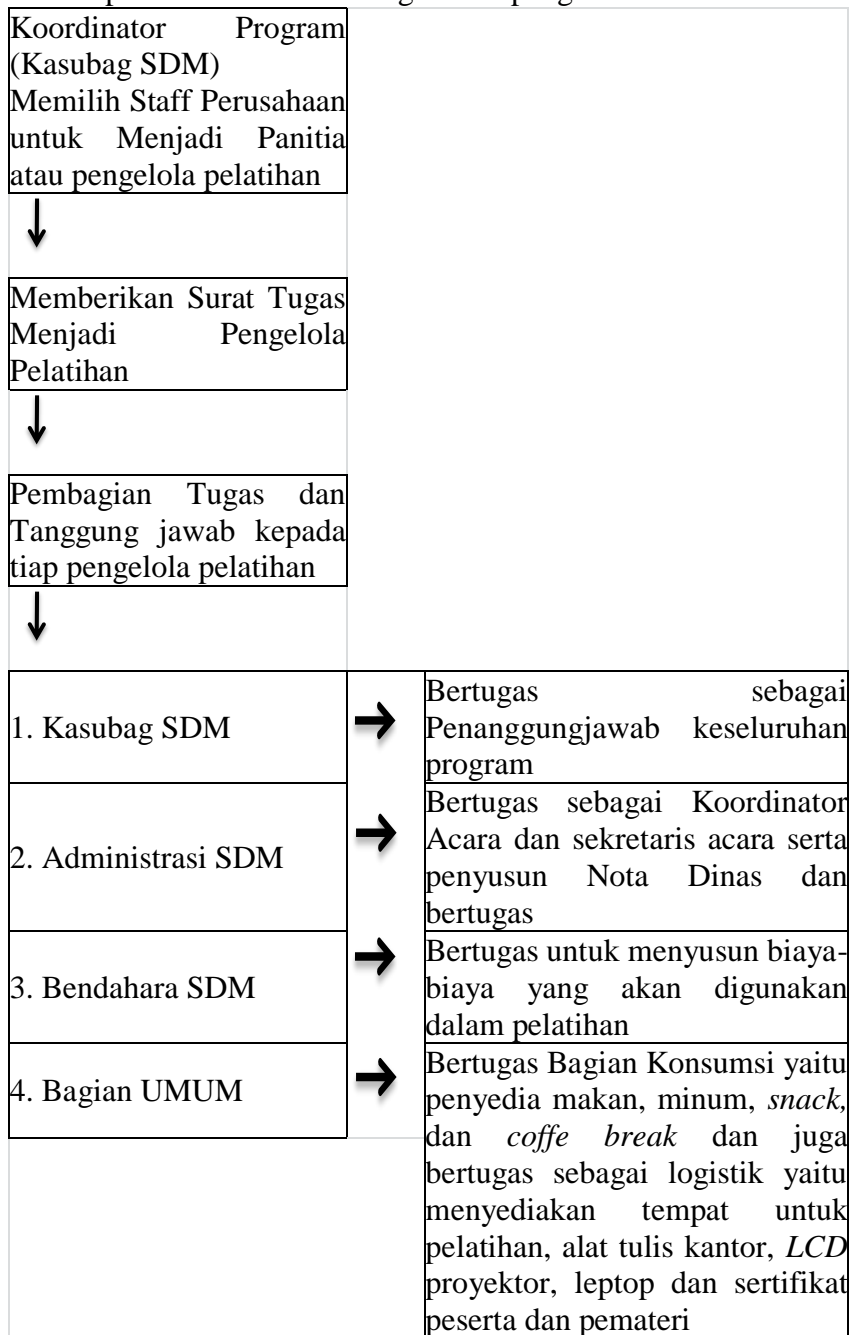 Koordinator Program
(Kasubag SDM)
Memilih Staff Perusahaan
untuk Menjadi Panitia
atau pengelola pelatihan
Memberikan Surat Tugas
Menjadi Pengelola
Pelatihan
Pembagian Tugas dan
Tanggung jawab kepada
tiap pengelola pelatihan
1. Kasubag SDM
Bertugas sebagai
Penanggungjawab keseluruhan
program
2. Administrasi SDM
Bertugas sebagai Koordinator
Acara dan sekretaris acara serta
penyusun Nota Dinas dan
bertugas
3. Bendahara SDM
Bertugas untuk menyusun biaya-
biaya yang akan digunakan
dalam pelatihan
4. Bagian UMUM
Bertugas Bagian Konsumsi yaitu
penyedia makan, minum, snack,
dan coffe break dan juga
bertugas sebagai logistik yaitu
menyediakan tempat untuk
pelatihan, alat tulis kantor, LCD
proyektor, leptop dan sertifikat
peserta dan pemateri